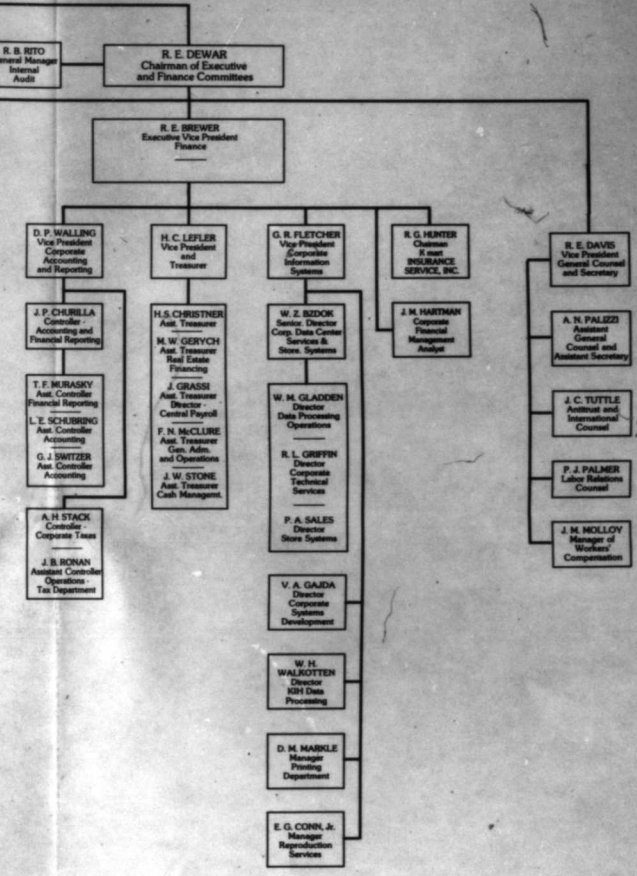 R. B. RITO
General Manager
Internal
Audit
R. E. DEWAR
Chairman of Executive
and Finance Committees
R. E. BREWER
Executive Vice President
Finance
D. P. WALLING
Vice President
Corporate
Accounting
and Reporting
H. C. LEFLER
Vice President
and
Treasurer
G. R. FLETCHER
Vice President
Corporate
Information
Systems
R. G. HUNTER
Chairman
K mart
INSURANCE
SERVICE, INC.
R. E. DAVIS
Vice President
General Counsel
and Secretary
J. P. CHURILLA
Controller -
Accounting and
Financial Reporting
T. F. MURASKY
Asst. Controller
Financial Reporting
L. E. SCHUBRING
Asst. Controller
Accounting
G. J. SWITZER
Asst. Controller
Accounting
A. H. STACK
Controller -
Corporate Taxes
J. B. RONAN
Assistant Controller
Operations -
Tax Department
H. S. CHRISTNER
Asst. Treasurer
M. W. GERYCH
Asst. Treasurer
Real Estate
Financing
J. GRASSI
Asst. Treasurer
Director -
Central Payroll
F. N. McCLURE
Asst. Treasurer
Gen. Adm.
and Operations
J. W. STONE
Asst. Treasurer
Cash Managemt.
W. Z. BZDOK
Senior. Director
Corp. Data Center
Services &
Store. Systems
W. M. GLADDEN
Director
Data Processing
Operations
R. L. GRIFFIN
Director
Corporate
Technical
Services
P. A. SALES
Director
Store Systems
V. A. GAJDA
Director
Corporate
Systems
Development
W. H.
WALKOTTEN
Director
KIH Data
Processing
D. M. MARKLE
Manager
Printing
Department
E. G. CONN, Jr.
Manager
Reproduction
Services
J. M. HARTMAN
Corporate
Financial
Management
Analyst
A. N. PALIZZI
Assistant
General
Counsel and
Assistant Secretary
J. C. TUTTLE
Antitrust and
International
Counsel
P. J. PALMER
Labor Relations
Counsel
J. M. MOLLOY
Manager of
Workers'
Compensation